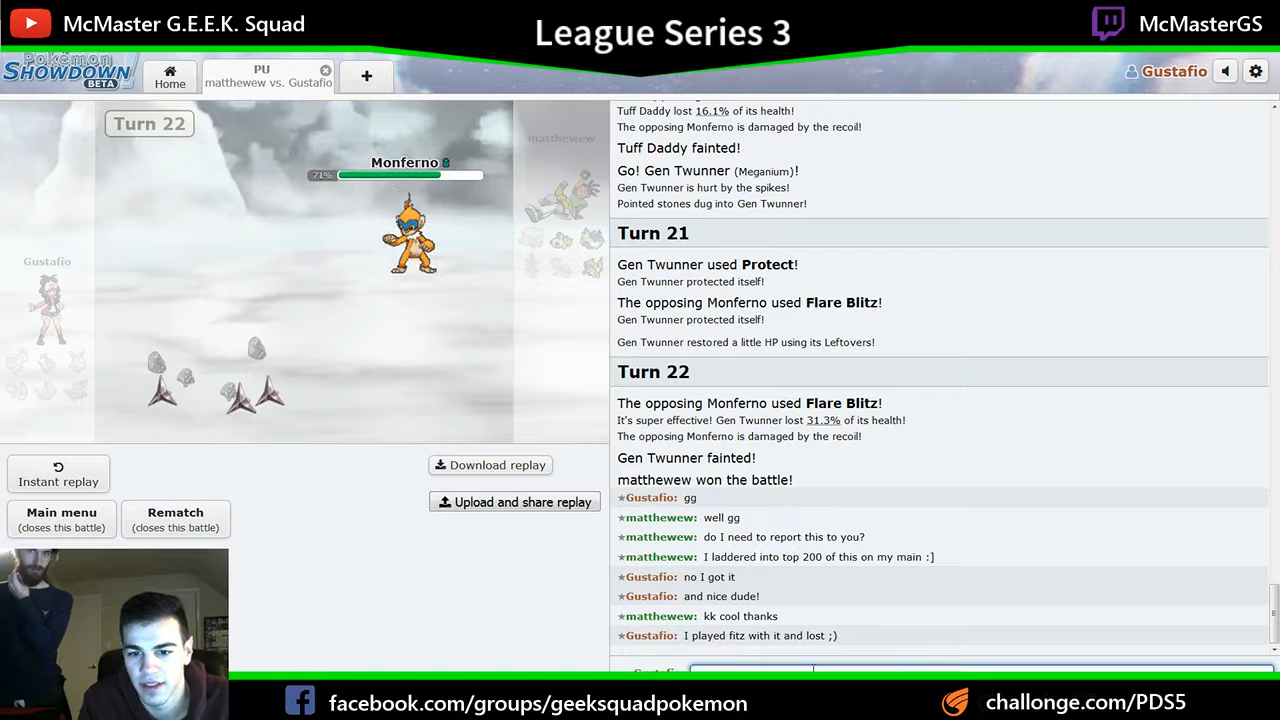 McMaster G.E.E.K. Squad
League Series 3
McMasterGS
Pokémon
SHOWDOWN
BETA
Home
PU
matthewew vs. Gustafio
Gustafio
Turn 22
Monferno
71%
matthewew
Gustafio
Tuff Daddy lost 16.1% of its health!
The opposing Monferno is damaged by the recoil!
Tuff Daddy fainted!
Go! Gen Twunner (Meganium)!
Gen Twunner is hurt by the spikes!
Pointed stones dug into Gen Twunner!
Turn 21
Gen Twunner used Protect!
Gen Twunner protected itself!
The opposing Monferno used Flare Blitz!
Gen Twunner protected itself!
Gen Twunner restored a little HP using its Leftovers!
Turn 22
The opposing Monferno used Flare Blitz!
It's super effective! Gen Twunner lost 31.3% of its health!
The opposing Monferno is damaged by the recoil!
Gen Twunner fainted!
matthewew won the battle!
★Gustafio: gg
★matthewew: well gg
★matthewew: do I need to report this to you?
★matthewew: I laddered into top 200 of this on my main :]
★Gustafio: no I got it
★Gustafio: and nice dude!
★matthewew: kk cool thanks
★Gustafio: I played fitz with it and lost ;)
Instant replay
Download replay
Upload and share replay
Main menu
(closes this battle)
Rematch
(closes this battle)
facebook.com/groups/geeksquadpokemon
challonge.com/PDS5